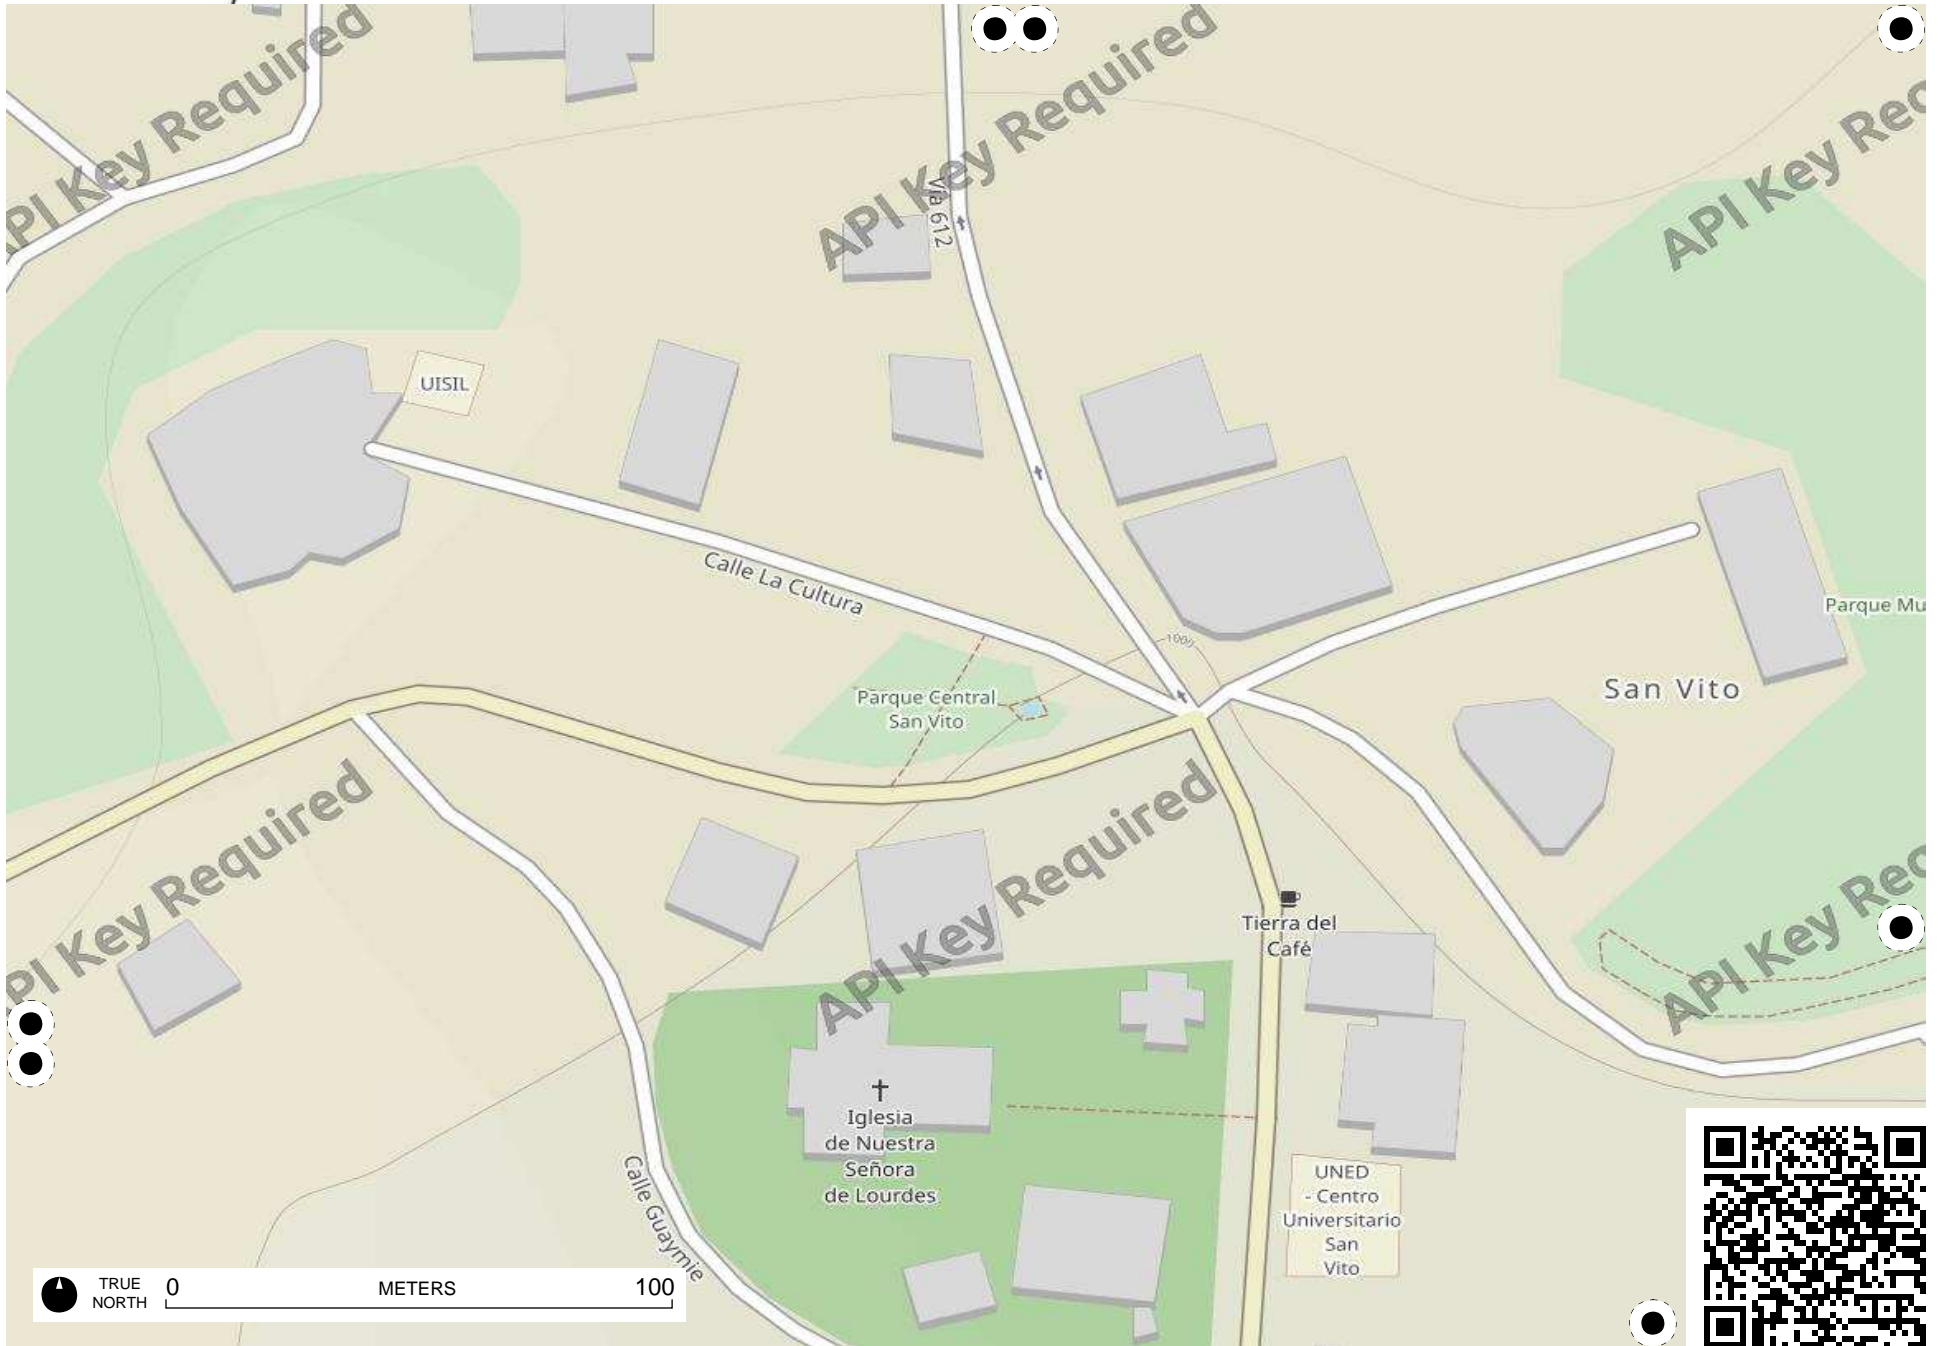 API Key Required
API Key Required
API Key Rec
Vía 612
UISIL
Calle La Cultura
Parque Mu
1000
San Vito
Parque Central
San Vito
API Key Required
API Key Required
API Key Rec
Tierra del
Café
Iglesia
de Nuestra
Señora
de Lourdes
Calle Guaymie
UNED
- Centro
Universitario
San
Vito
TRUE
NORTH
0 METERS 100